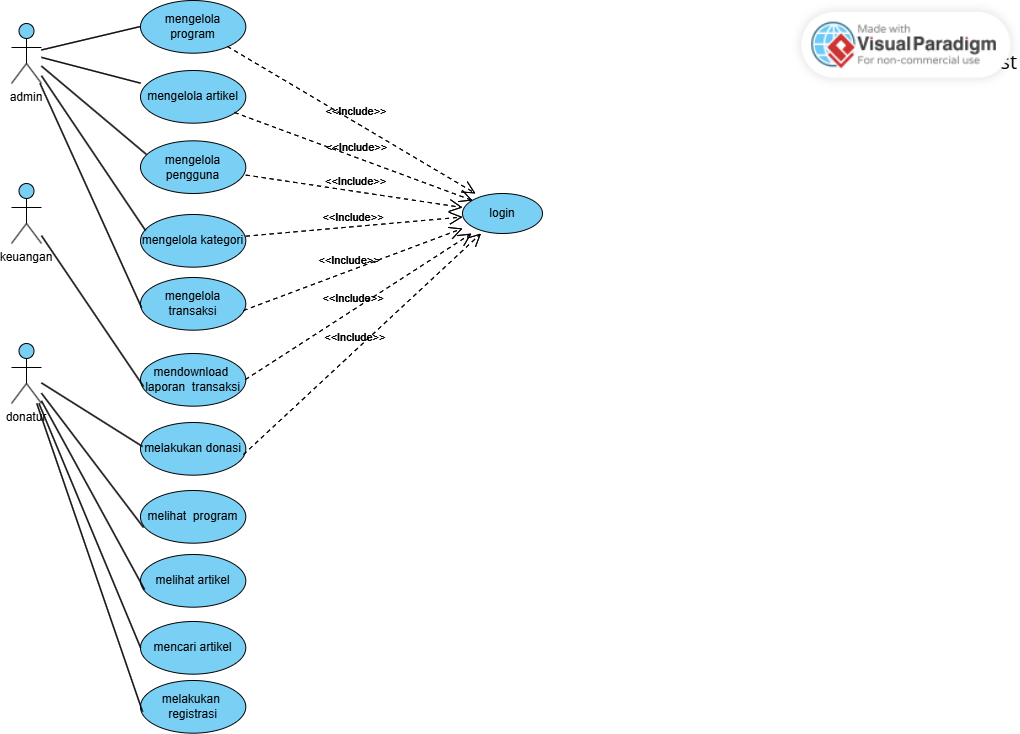 mengelola
program
Made with
VisualParadigm
For non-commercial use
st
admin
mengelola artikel
<<Include>>
<<Include>>
mengelola
pengguna
<<Include>>
login
<<Include>>
keuangan
mengelola kategori
<<Include>>
mengelola
transaksi
<<Include>>
<<Include>>
mendownload
laporan transaksi
donatur
melakukan donasi
melihat program
melihat artikel
mencari artikel
melakukan
registrasi